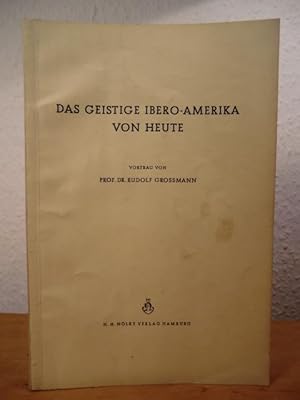 DAS GEISTIGE IBERO-AMERIKA
VON HEUTE
VORTRAG VON
PROF. DR. RUDOLF GROSSMANN
H. H. NÖLKE VERLAG HAMBURG